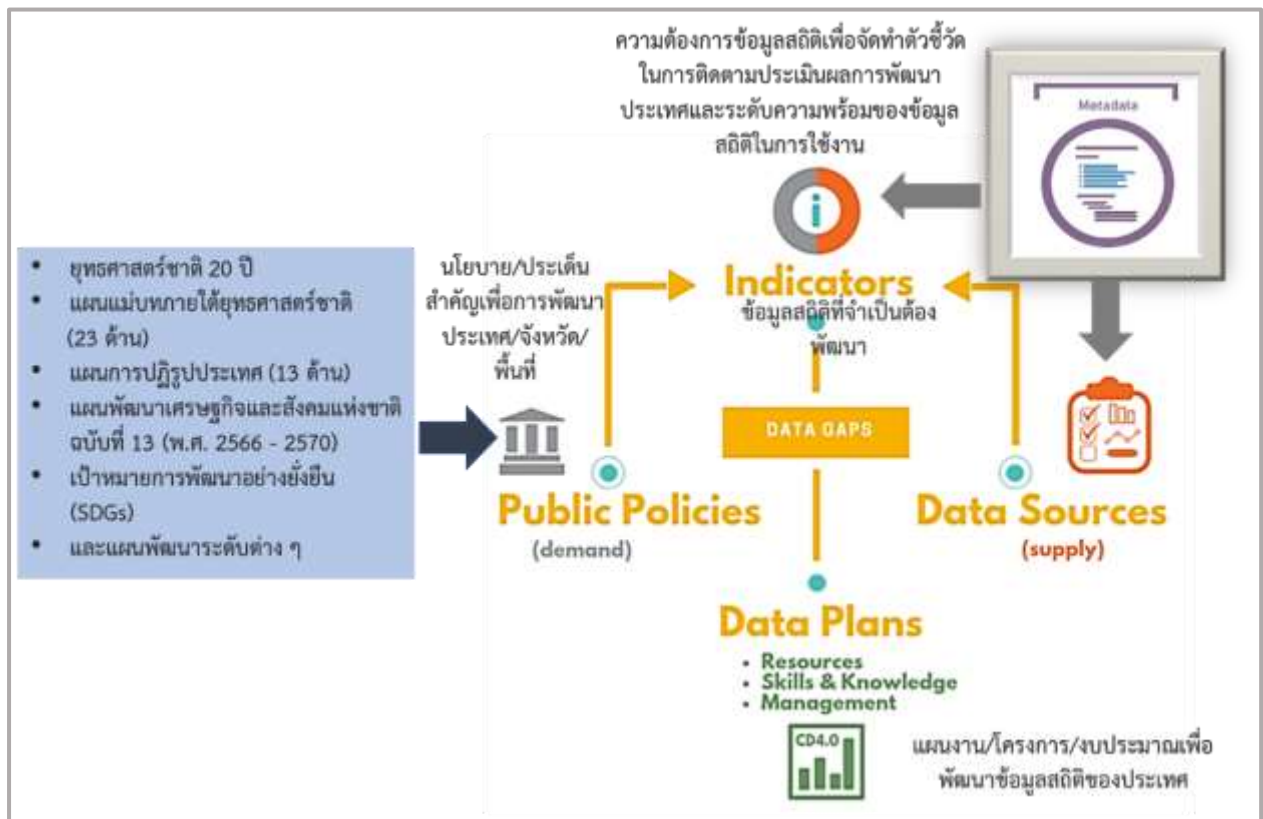 ความต้องการข้อมูลสถิติเพื่อจัดทำตัวชี้วัด
ในการติดตามประเมินผลการพัฒนา
ประเทศและระดับความพร้อมของข้อมูล
สถิติในการใช้งาน
Metadata
i
Indicators
ข้อมูลสถิติที่จำเป็นต้อง
พัฒนา
• ยุทธศาสตร์ชาติ 20 ปี
• แผนแม่บทภายใต้ยุทธศาสตร์ชาติ
(23 ด้าน)
• แผนการปฏิรูปประเทศ (13 ด้าน)
• แผนพัฒนาเศรษฐกิจและสังคมแห่งชาติ
ฉบับที่ 13 (พ.ศ. 2566 - 2570)
• เป้าหมายการพัฒนาอย่างยั่งยืน
(SDGs)
• และแผนพัฒนาระดับต่าง ๆ
นโยบาย/ประเด็น
สำคัญเพื่อการพัฒนา
ประเทศ/จังหวัด/
พื้นที่
Public Policies
(demand)
DATA GAPS
Data Sources
(supply)
Data Plans
• Resources
• Skills & Knowledge
• Management
CD4.0
แผนงาน/โครงการ/งบประมาณเพื่อ
พัฒนาข้อมูลสถิติของประเทศ